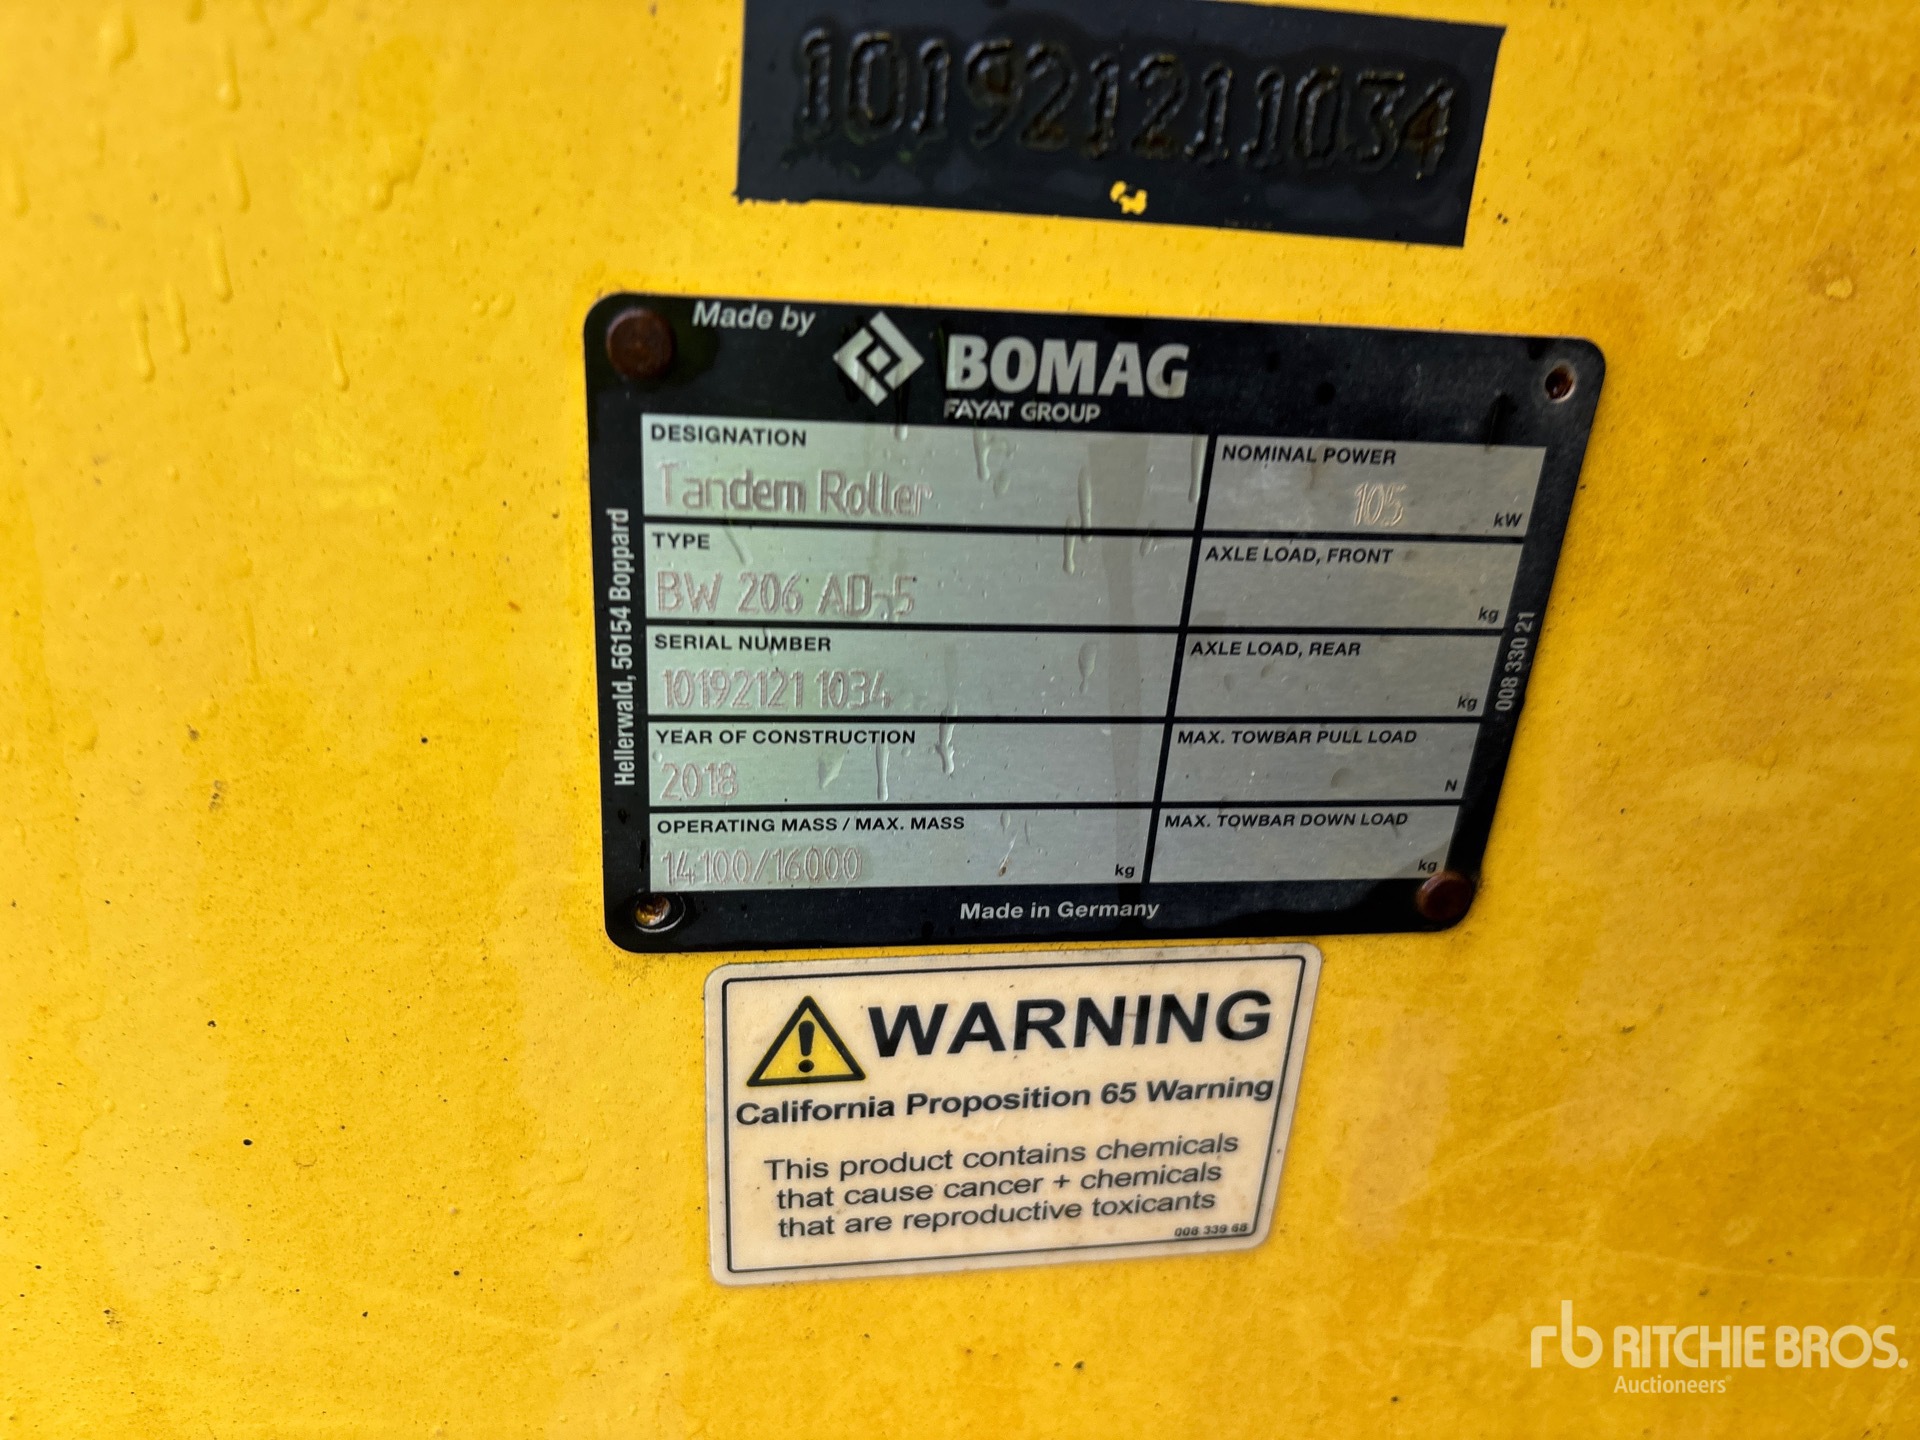 101921211034
Made by BOMAG
FAYAT GROUP
DESIGNATION
Tandem Roller
NOMINAL POWER
105 kW
TYPE
BW 206 AD-5
AXLE LOAD, FRONT
kg
SERIAL NUMBER
101921211034
AXLE LOAD, REAR
kg
YEAR OF CONSTRUCTION
2018
MAX. TOWBAR PULL LOAD
N
OPERATING MASS / MAX. MASS
14100/16000 kg
MAX. TOWBAR DOWN LOAD
kg
Hellerwald, 56154 Boppard
008 330 21
Made in Germany
WARNING
California Proposition 65 Warning
This product contains chemicals
that cause cancer + chemicals
that are reproductive toxicants
008 339 68
rb RITCHIE BROS.
Auctioneers